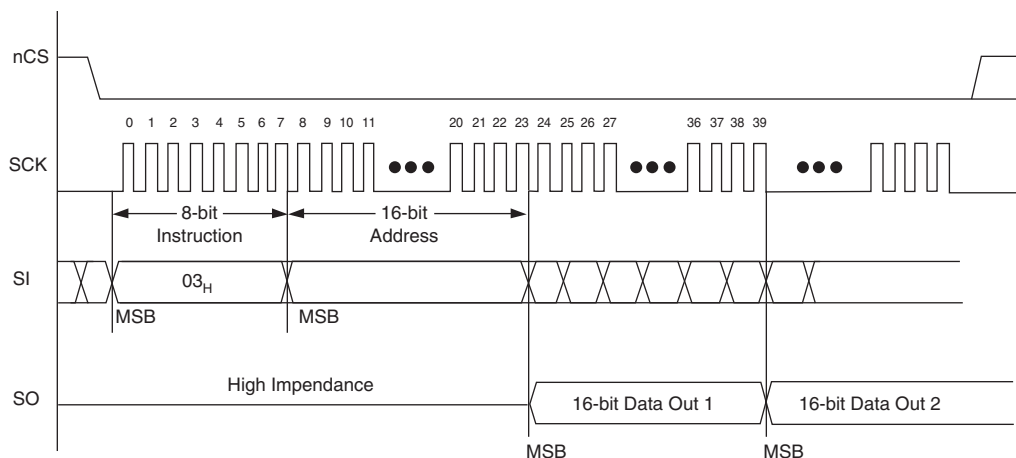 nCS
0 1 2 3 4 5 6 7 8 9 10 11 20 21 22 23 24 25 26 27 36 37 38 39
SCK
8-bit
Instruction
16-bit
Address
SI
03H
MSB
MSB
High Impendance
SO
16-bit Data Out 1
16-bit Data Out 2
MSB
MSB